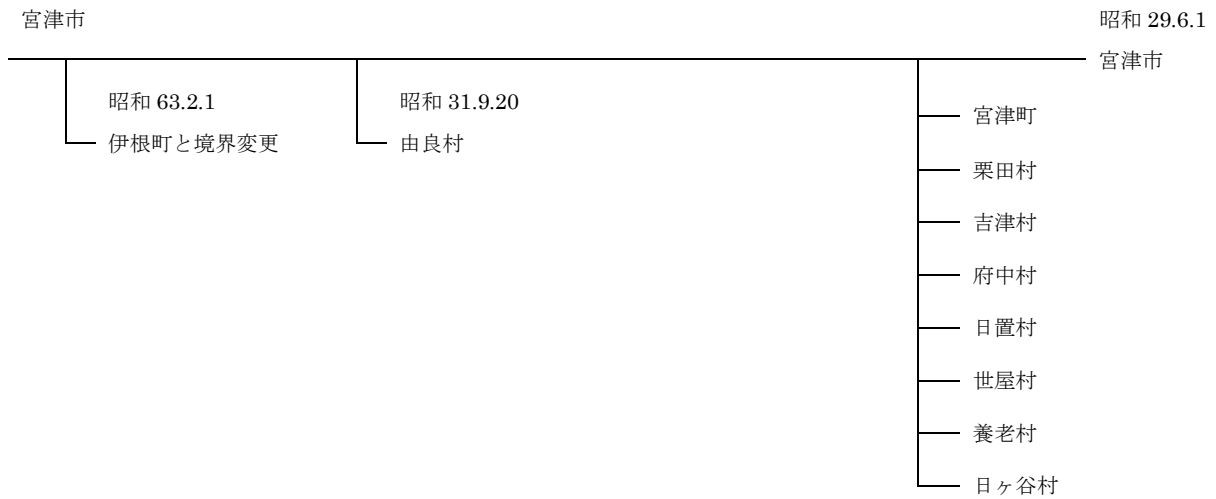 宮津市
昭和 29.6.1
宮津市
昭和 63.2.1
伊根町と境界変更
昭和 31.9.20
由良村
宮津町
栗田村
吉津村
府中村
日置村
世屋村
養老村
日ヶ谷村